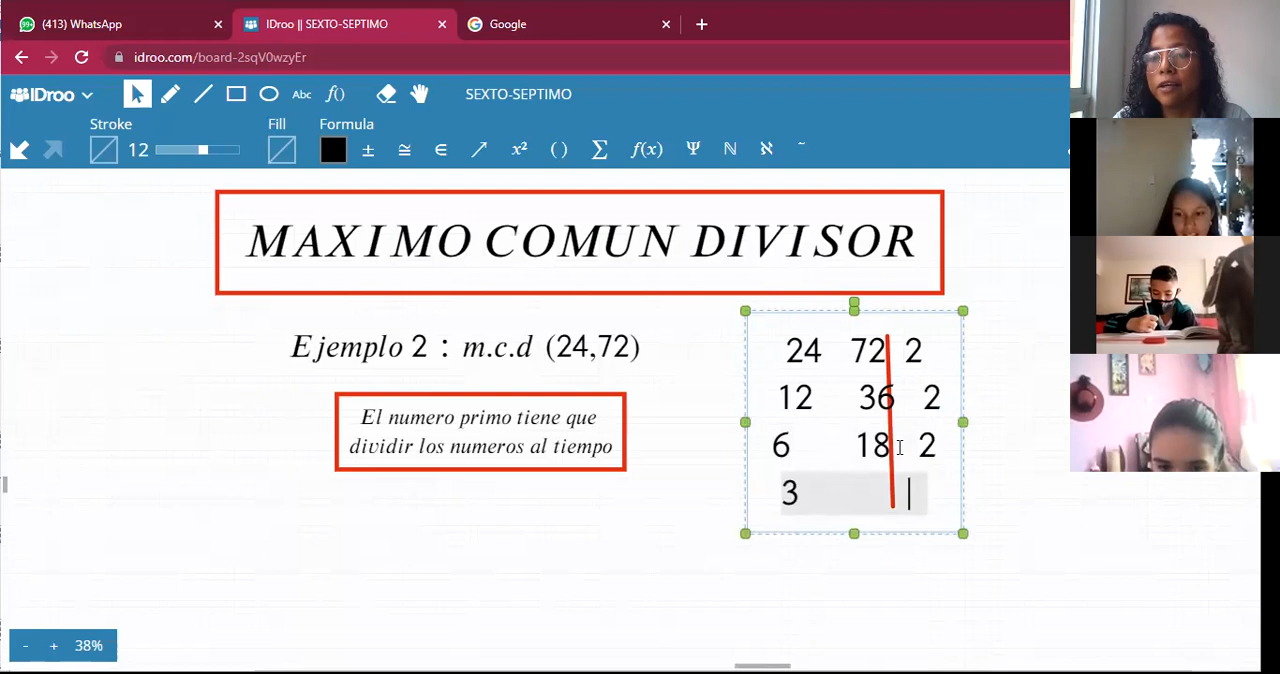 99+ (413) WhatsApp
IDroo || SEXTO-SEPTIMO
Google
idroo.com/board-2sqV0wzyEr
IDroo
Abc
f()
SEXTO-SEPTIMO
Stroke
Fill
Formula
12
± ≅ ∈ x² ( ) ∑ f(x) Ψ ℕ ℵ ~
MAXIMO COMUN DIVISOR
Ejemplo 2 : m.c.d (24,72)
El numero primo tiene que
dividir los numeros al tiempo
24 72 2
12 36 2
6 18 2
3
- + 38%